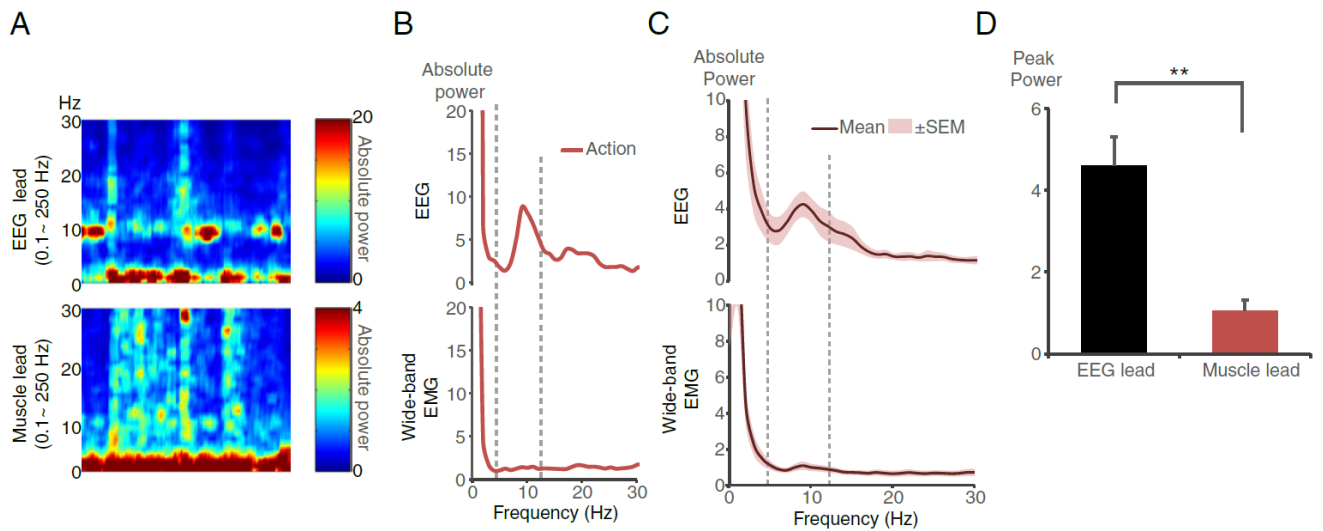 A
Hz
30
20
10
0
EEG lead
(0.1~ 250 Hz)
20
0
Absolute power
30
20
10
0
Muscle lead
(0.1~ 250 Hz)
4
0
Absolute power
B
Absolute
power
20
15
10
5
0
EEG
Action
20
15
10
5
0
Wide-band
EMG
0 10 20 30
Frequency (Hz)
C
Absolute
Power
10
8
6
4
2
0
EEG
Mean ±SEM
10
8
6
4
2
0
Wide-band
EMG
0 10 20 30
Frequency (Hz)
D
Peak
Power
**
6
4
2
0
EEG lead Muscle lead